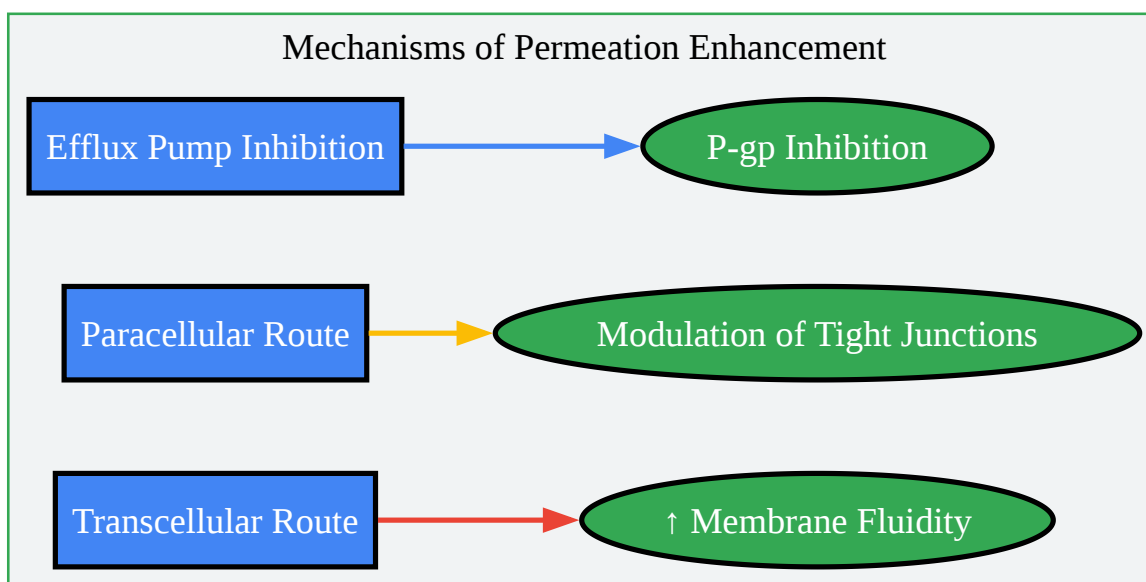 Mechanisms of Permeation Enhancement
Efflux Pump Inhibition
P-gp Inhibition
Paracellular Route
Modulation of Tight Junctions
Transcellular Route
↑ Membrane Fluidity